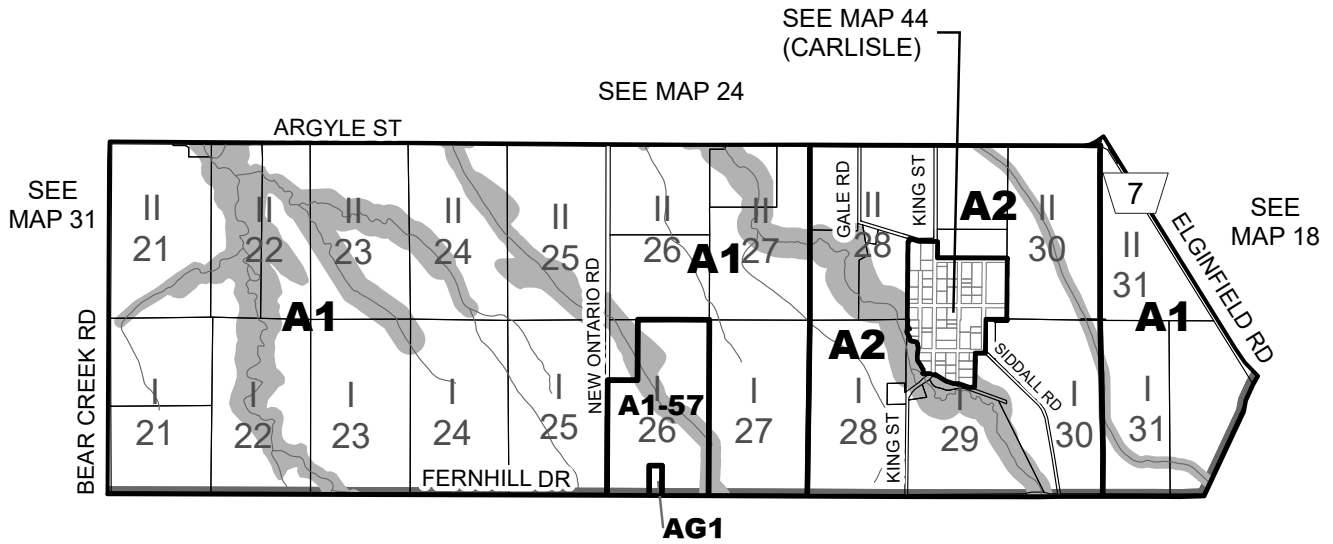 SEE MAP 44
(CARLISLE)
SEE MAP 24
ARGYLE ST
SEE
MAP 31
SEE
MAP 18
7
ELGINFIELD RD
BEAR CREEK RD
NEW ONTARIO RD
GALE RD
KING ST
II
21
II
22
II
23
II
24
II
25
II
26
II
27
II
28
II
30
II
31
A1
A1
A2
A2
A1
I
21
I
22
I
23
I
24
I
25
I
26
A1-57
I
27
I
28
KING ST
I
29
SIDDALL RD
I
30
I
31
FERNHILL DR
AG1